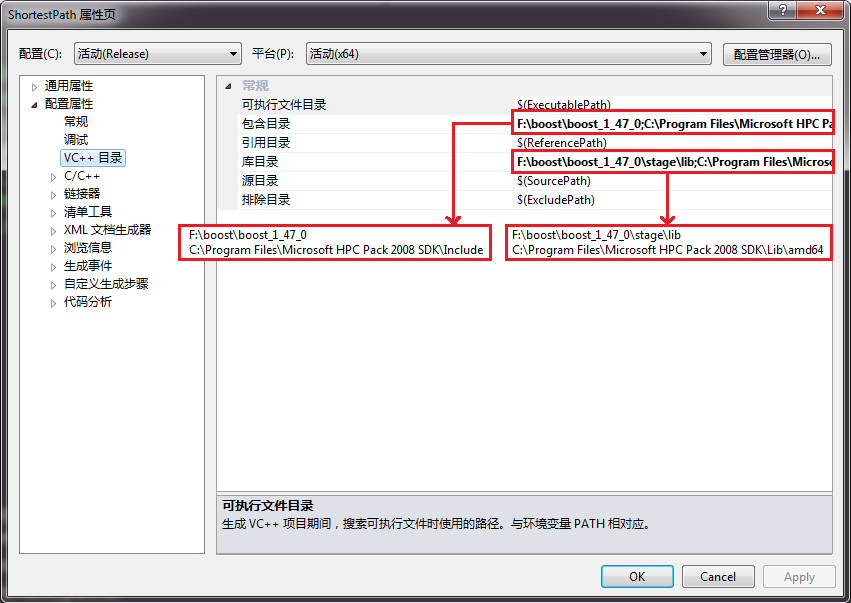 ShortestPath 属性页
配置(C): 活动(Release) 平台(P): 活动(x64) 配置管理器(O)...
通用属性
配置属性
常规
调试
VC++ 目录
C/C++
链接器
清单工具
XML 文档生成器
浏览信息
生成事件
自定义生成步骤
代码分析
常规
可执行文件目录 $(ExecutablePath)
包含目录 F:\boost\boost_1_47_0;C:\Program Files\Microsoft HPC Pa
引用目录 $(ReferencePath)
库目录 F:\boost\boost_1_47_0\stage\lib;C:\Program Files\Micros
源目录 $(SourcePath)
排除目录 $(ExcludePath)
F:\boost\boost_1_47_0
C:\Program Files\Microsoft HPC Pack 2008 SDK\Include
F:\boost\boost_1_47_0\stage\lib
C:\Program Files\Microsoft HPC Pack 2008 SDK\Lib\amd64
可执行文件目录
生成 VC++ 项目期间，搜索可执行文件时使用的路径。与环境变量 PATH 相对应。
OK Cancel Apply